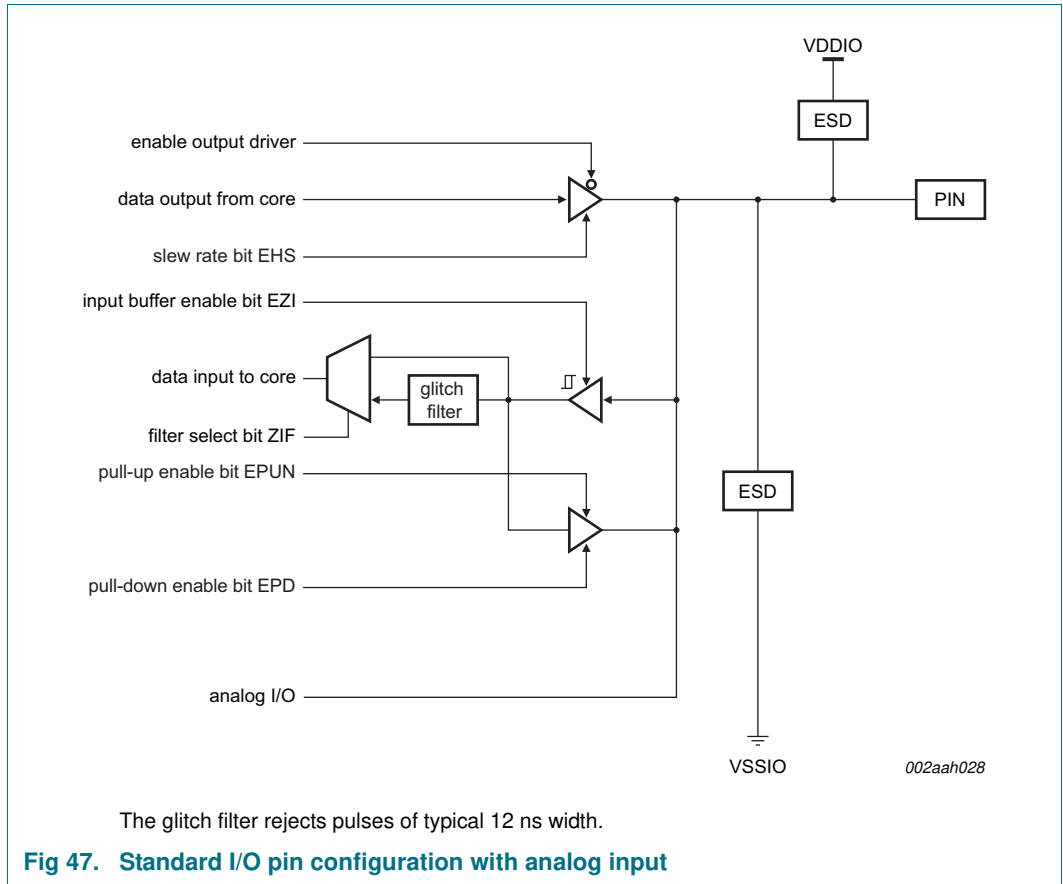 VDDIO
ESD
enable output driver
data output from core
PIN
slew rate bit EHS
input buffer enable bit EZI
data input to core
glitch
filter
filter select bit ZIF
pull-up enable bit EPUN
ESD
pull-down enable bit EPD
analog I/O
VSSIO
002aah028
The glitch filter rejects pulses of typical 12 ns width.
Fig 47. Standard I/O pin configuration with analog input